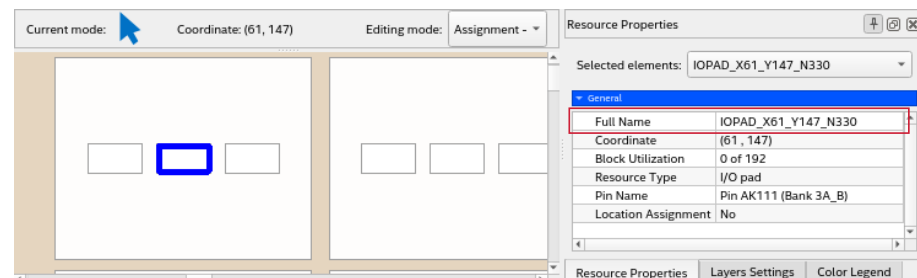 Current mode: Coordinate: (61, 147) Editing mode: Assignment -
Resource Properties
Selected elements: IOPAD_X61_Y147_N330
General
Full Name IOPAD_X61_Y147_N330
Coordinate (61 , 147)
Block Utilization 0 of 192
Resource Type I/O pad
Pin Name Pin AK111 (Bank 3A_B)
Location Assignment No
Resource Properties Layers Settings Color Legend